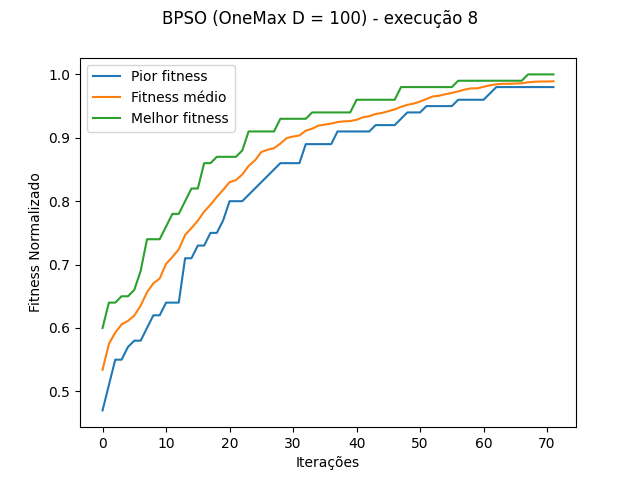 BPSO (OneMax D = 100) - execução 8
Pior fitness
Fitness médio
Melhor fitness
Fitness Normalizado
1.0
0.9
0.8
0.7
0.6
0.5
0 10 20 30 40 50 60 70
Iterações